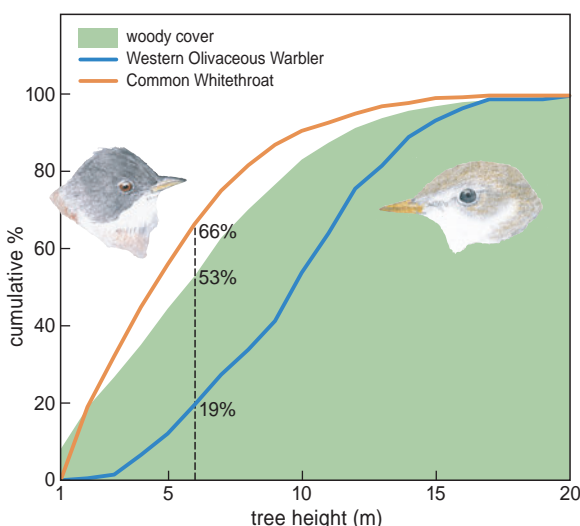 woody cover
Western Olivaceous Warbler
Common Whitethroat
100
80
60
40
20
0
cumulative %
66%
53%
19%
1 5 10 15 20
tree height (m)